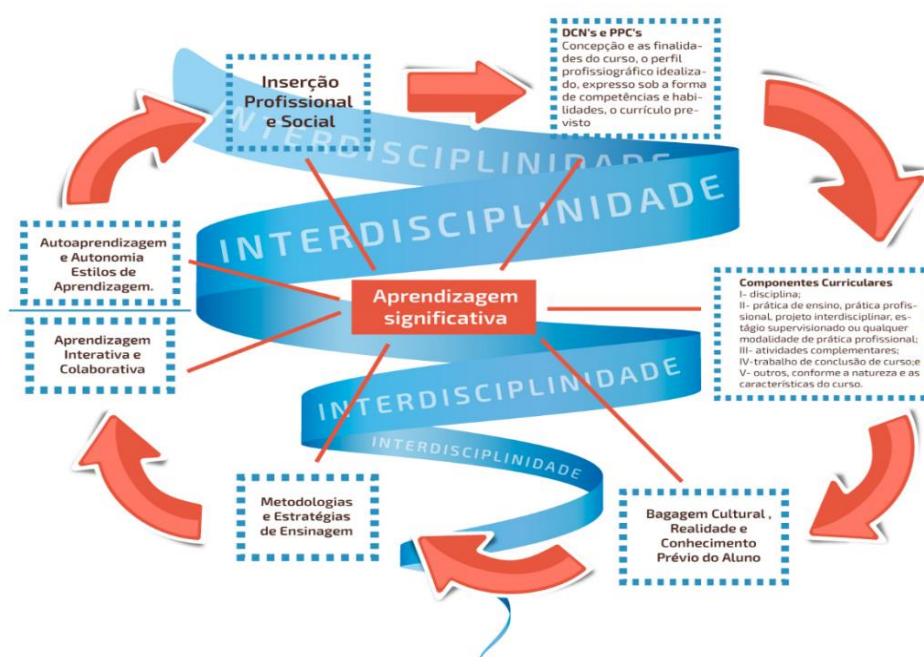 Inserção
Profissional
e Social
DCN's e PPC's
Concepção e as finalida-
des do curso, o perfil
profissiográfico idealiza-
do, expresso sob a forma
de competências e habi-
lidades, o currículo pre-
visto
INTERDISCIPLINIDADE
INTERDISCIPLINIDADE
Autoaprendizagem
e Autonomia
Estilos de
Aprendizagem.
Aprendizagem
significativa
Componentes Curriculares
I- disciplina;
II- prática de ensino, prática profis-
sional, projeto interdisciplinar, es-
tágio supervisionado ou qualquer
modalidade de prática profissional;
III- atividades complementares;
IV-trabalho de conclusão de curso;e
V- outros, conforme a natureza e as
características do curso.
Aprendizagem
Interativa e
Colaborativa
INTERDISCIPLINIDADE
INTERDISCIPLINIDADE
Metodologias
e Estratégias
de Ensinagem
Bagagem Cultural ,
Realidade e
Conhecimento
Prévio do Aluno